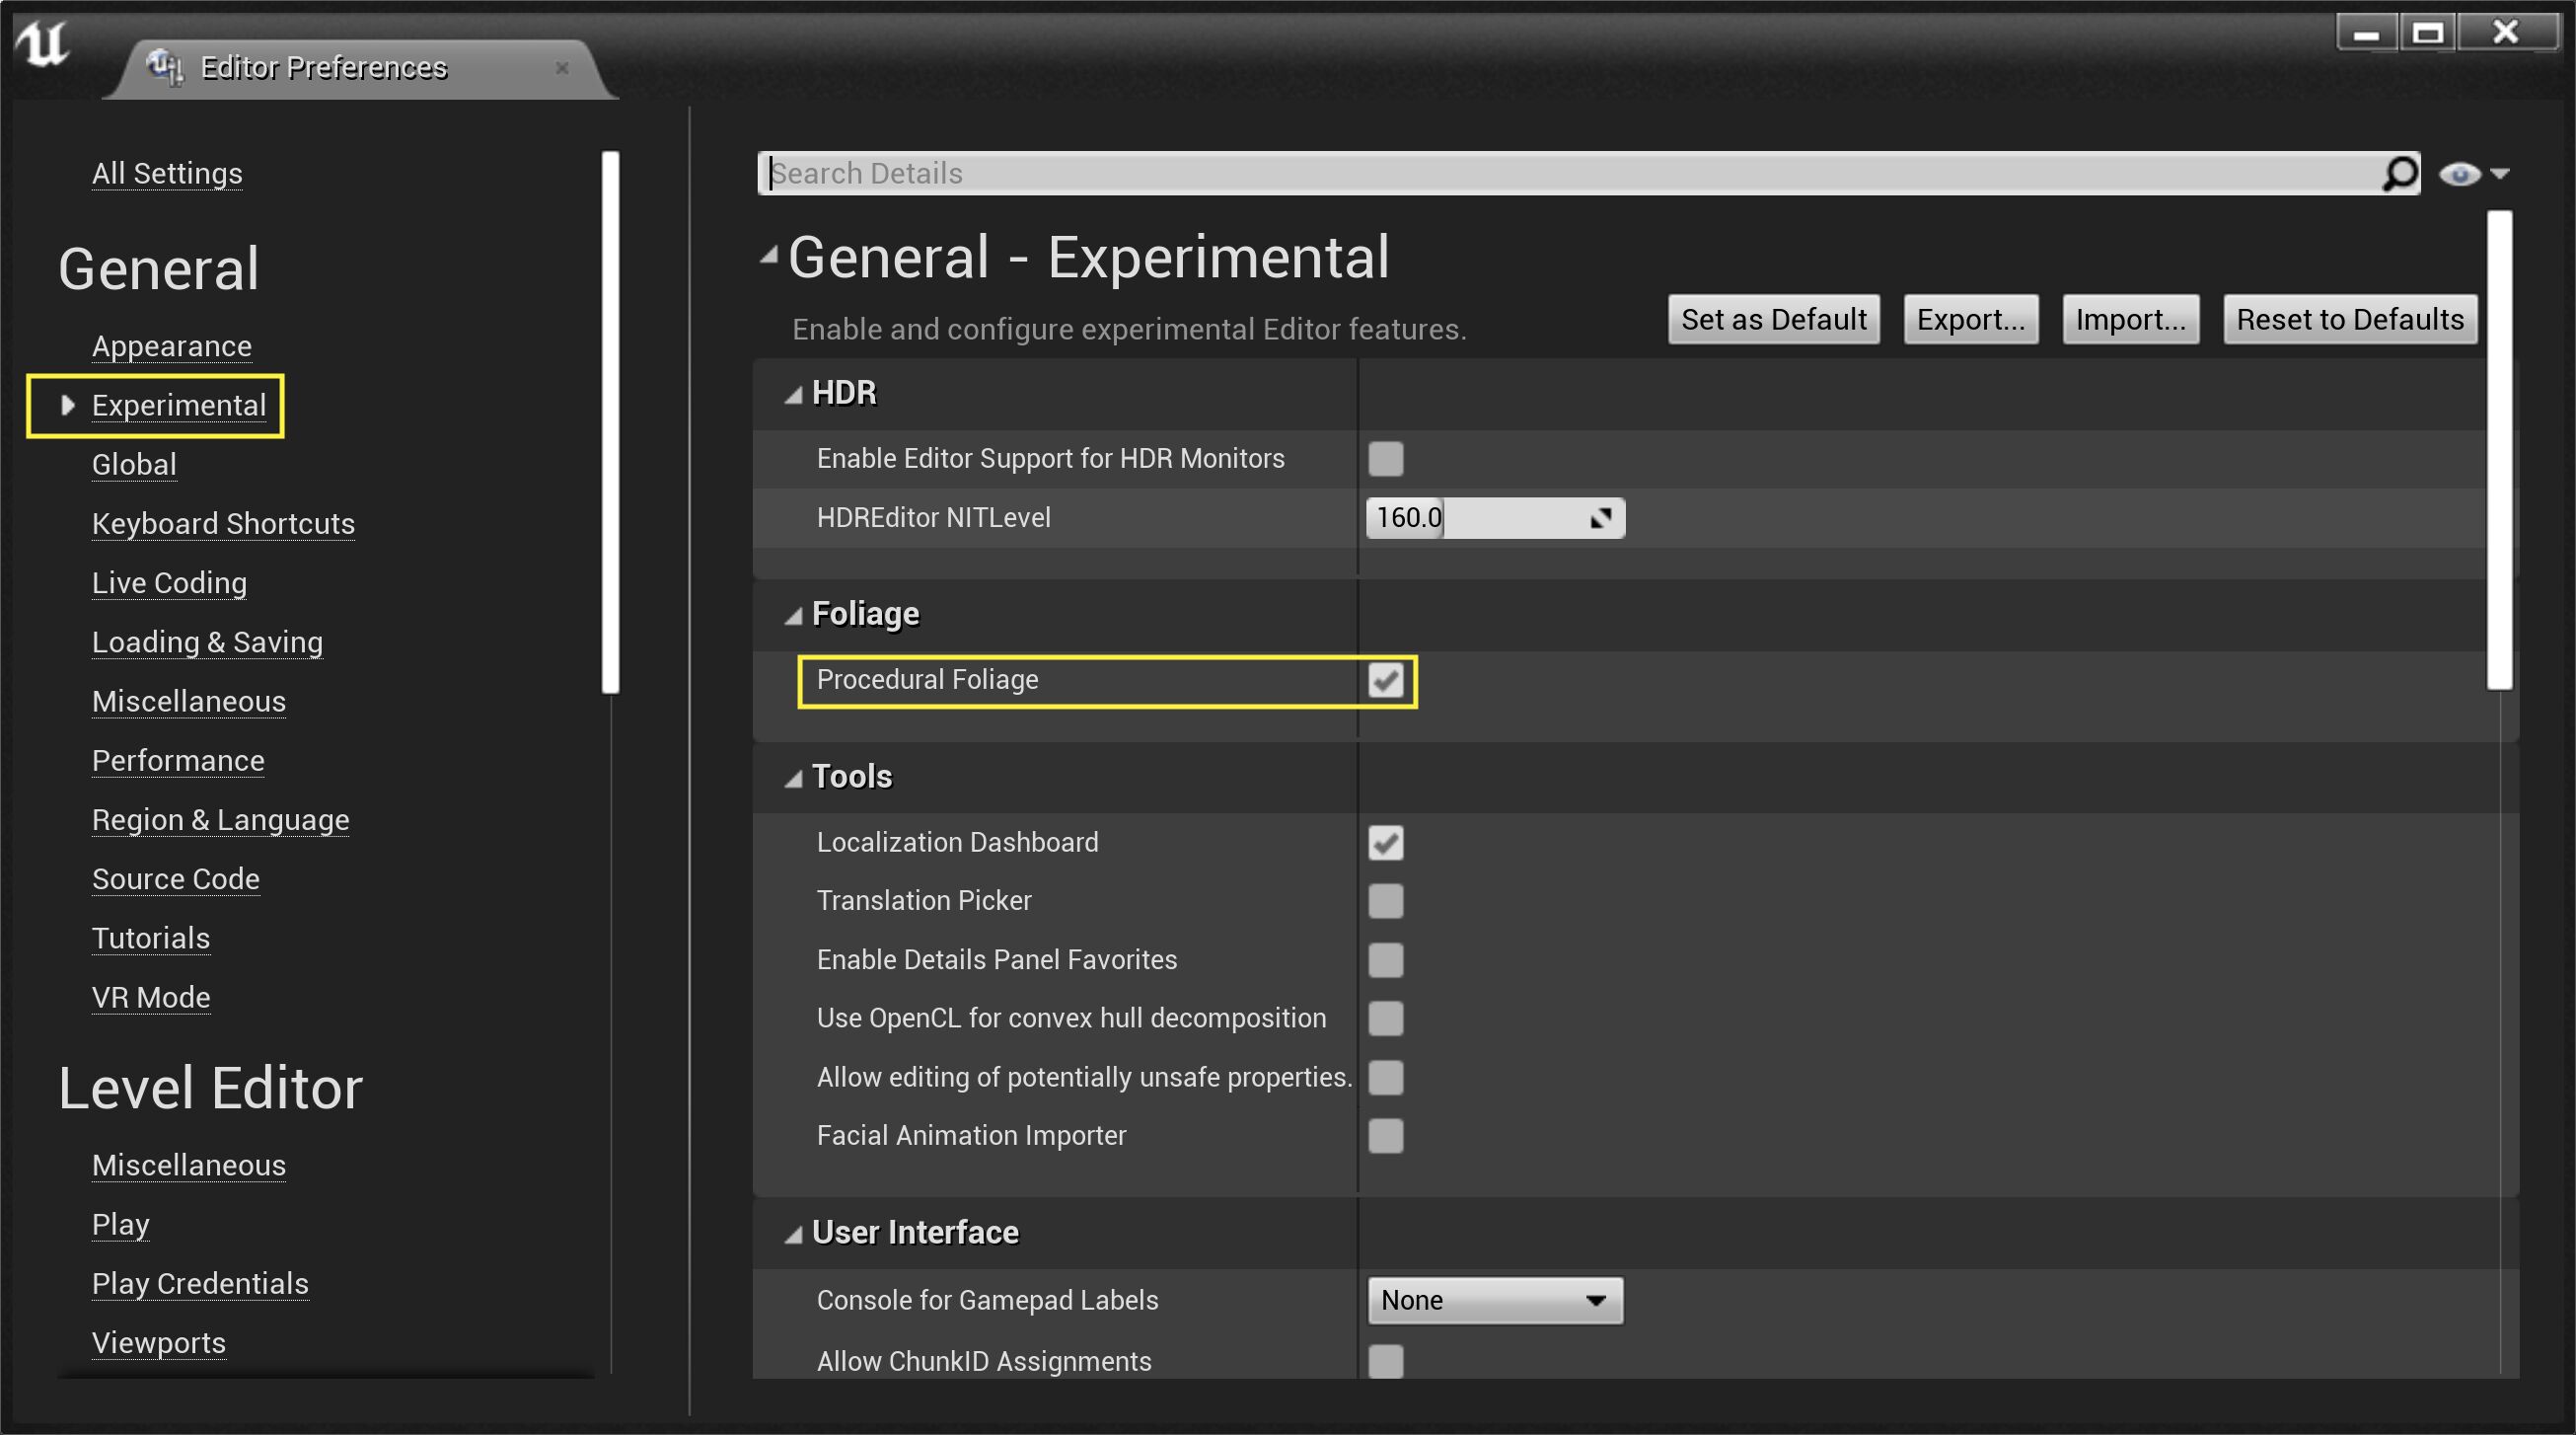 Editor Preferences
All Settings
General
Appearance
Experimental
Global
Keyboard Shortcuts
Live Coding
Loading & Saving
Miscellaneous
Performance
Region & Language
Source Code
Tutorials
VR Mode
Level Editor
Miscellaneous
Play
Play Credentials
Viewports
Search Details
General - Experimental
Enable and configure experimental Editor features.
Set as Default
Export...
Import...
Reset to Defaults
HDR
Enable Editor Support for HDR Monitors
HDREditor NITLevel
160.0
Foliage
Procedural Foliage
Tools
Localization Dashboard
Translation Picker
Enable Details Panel Favorites
Use OpenCL for convex hull decomposition
Allow editing of potentially unsafe properties.
Facial Animation Importer
User Interface
Console for Gamepad Labels
None
Allow ChunkID Assignments